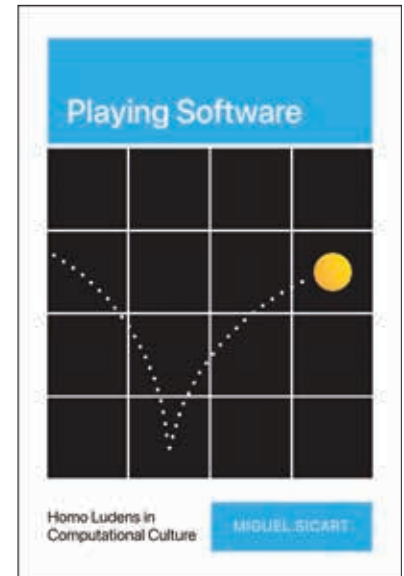 Playing Software
Homo Ludens in
Computational Culture
MIGUEL SICART